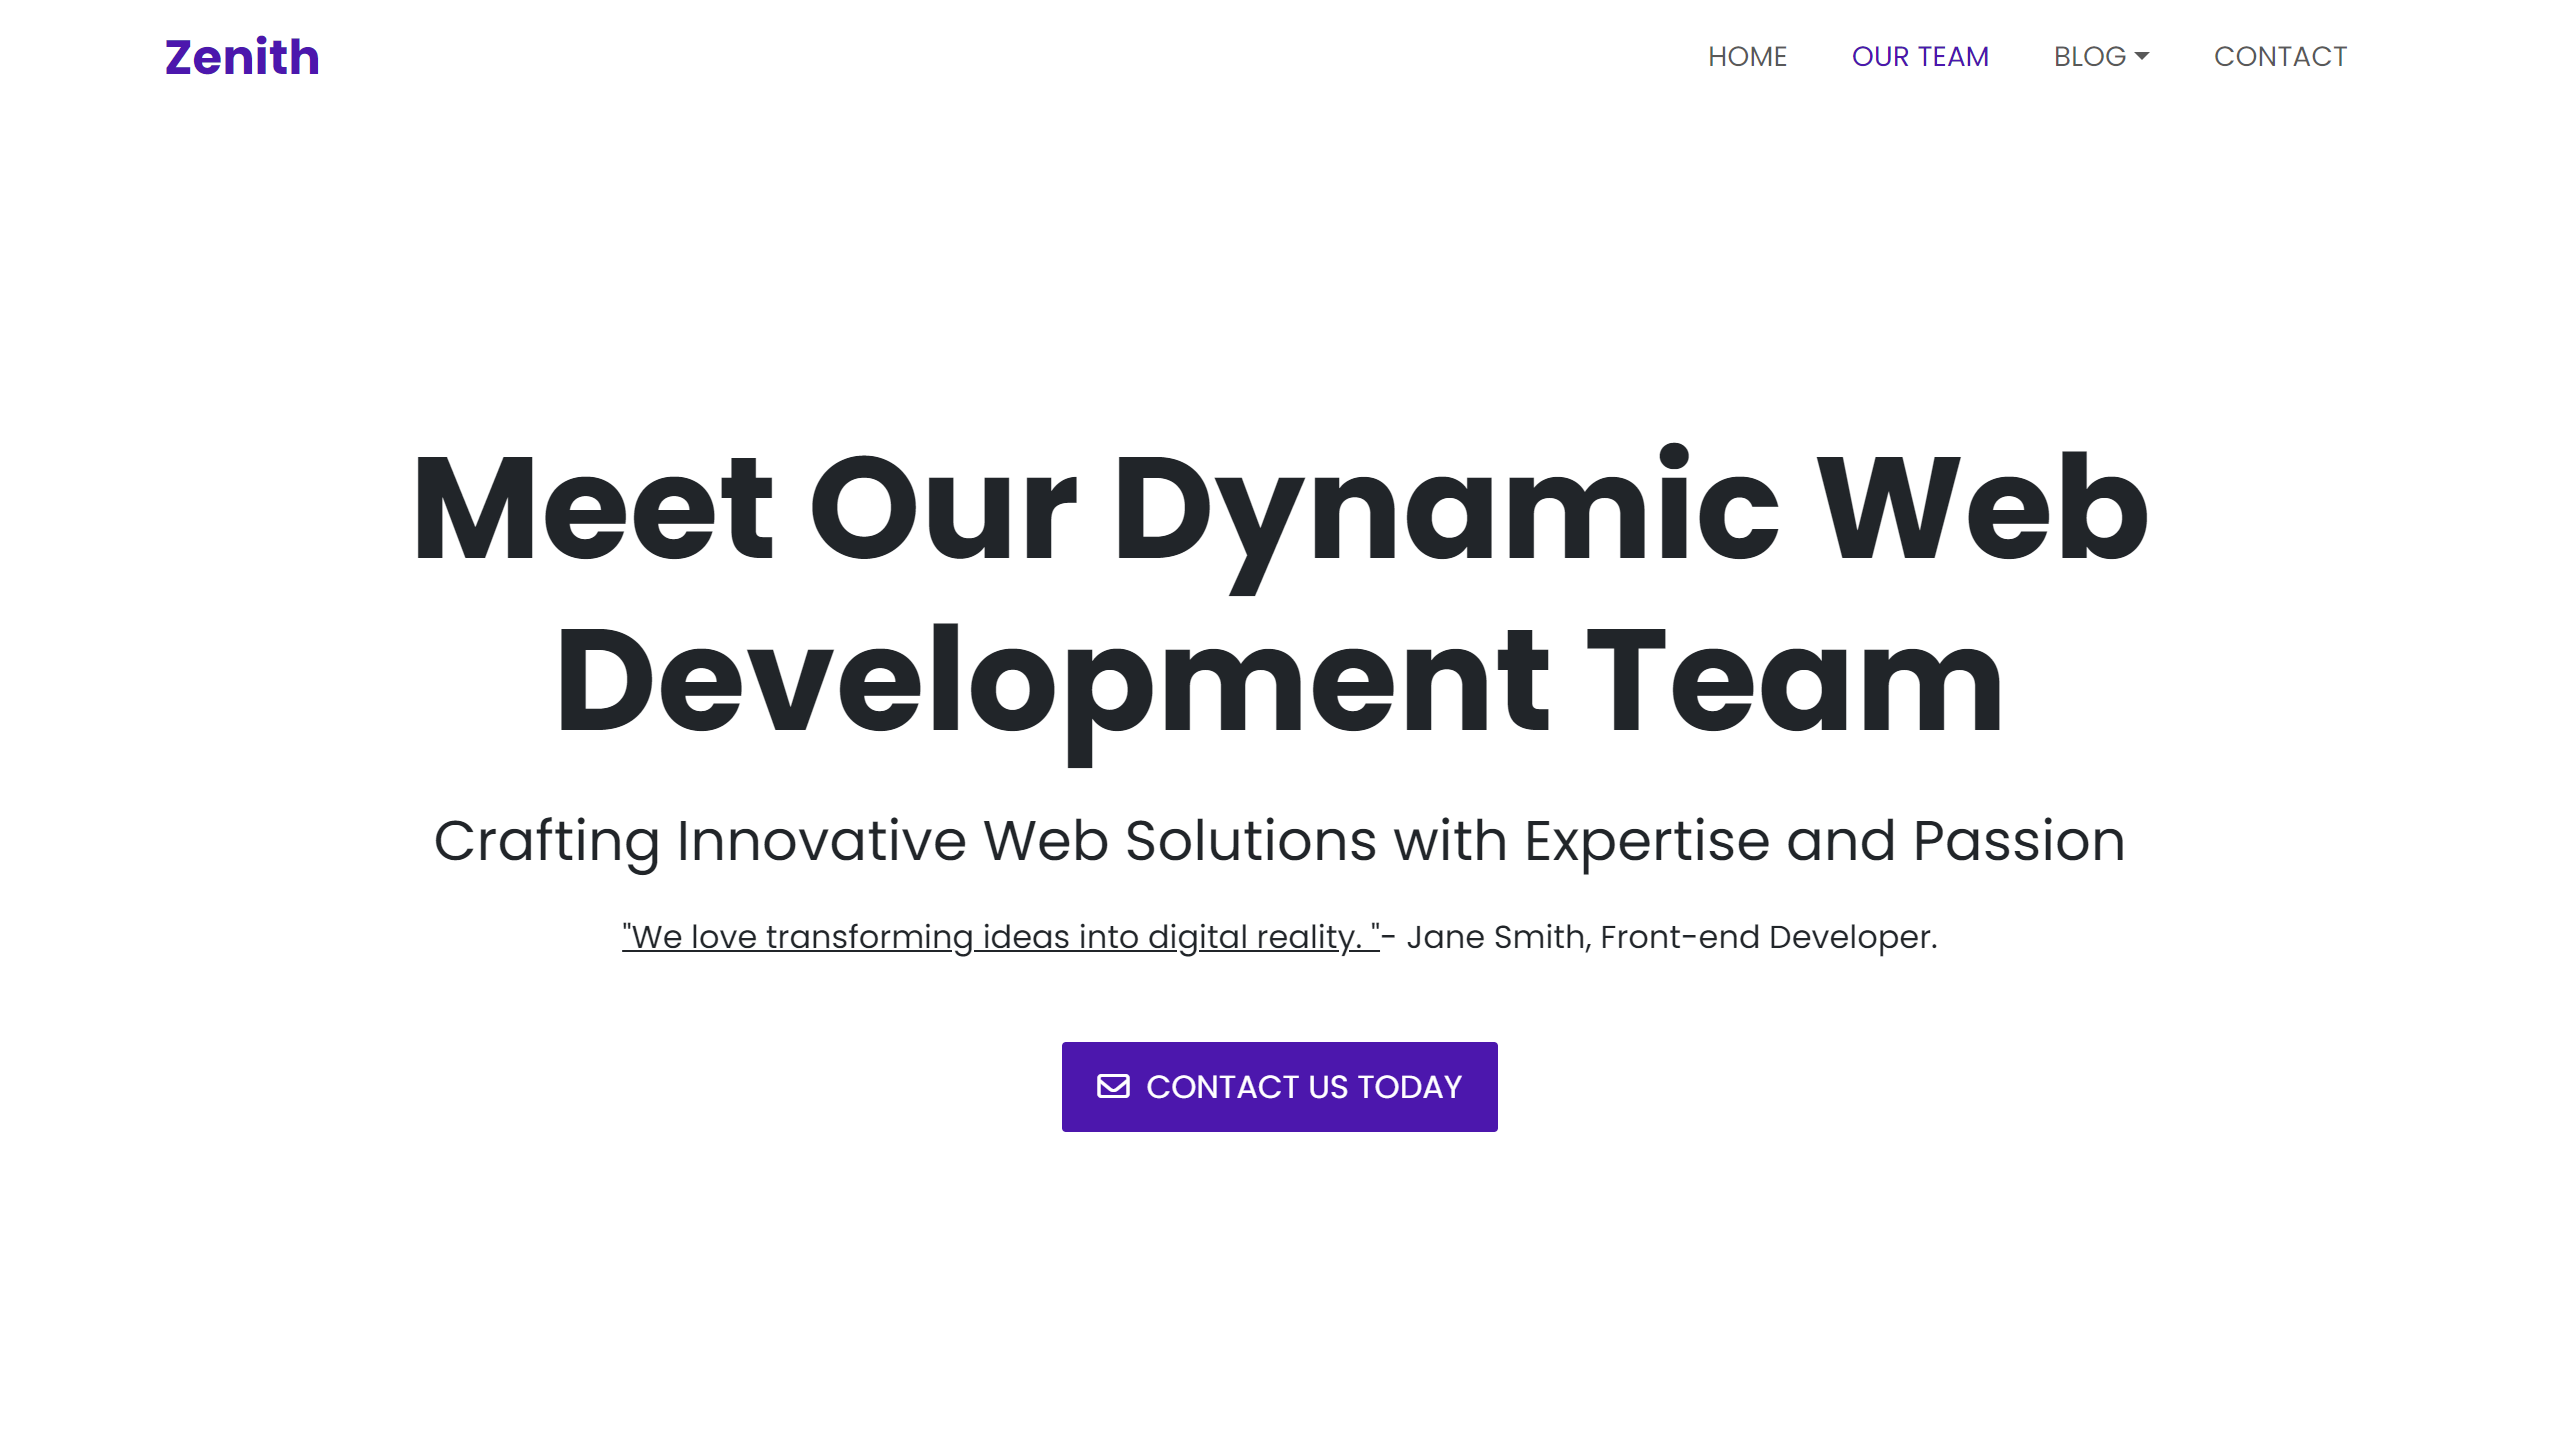 Zenith
HOME OUR TEAM BLOG CONTACT
Meet Our Dynamic Web
Development Team
Crafting Innovative Web Solutions with Expertise and Passion
"We love transforming ideas into digital reality. "- Jane Smith, Front-end Developer.
CONTACT US TODAY